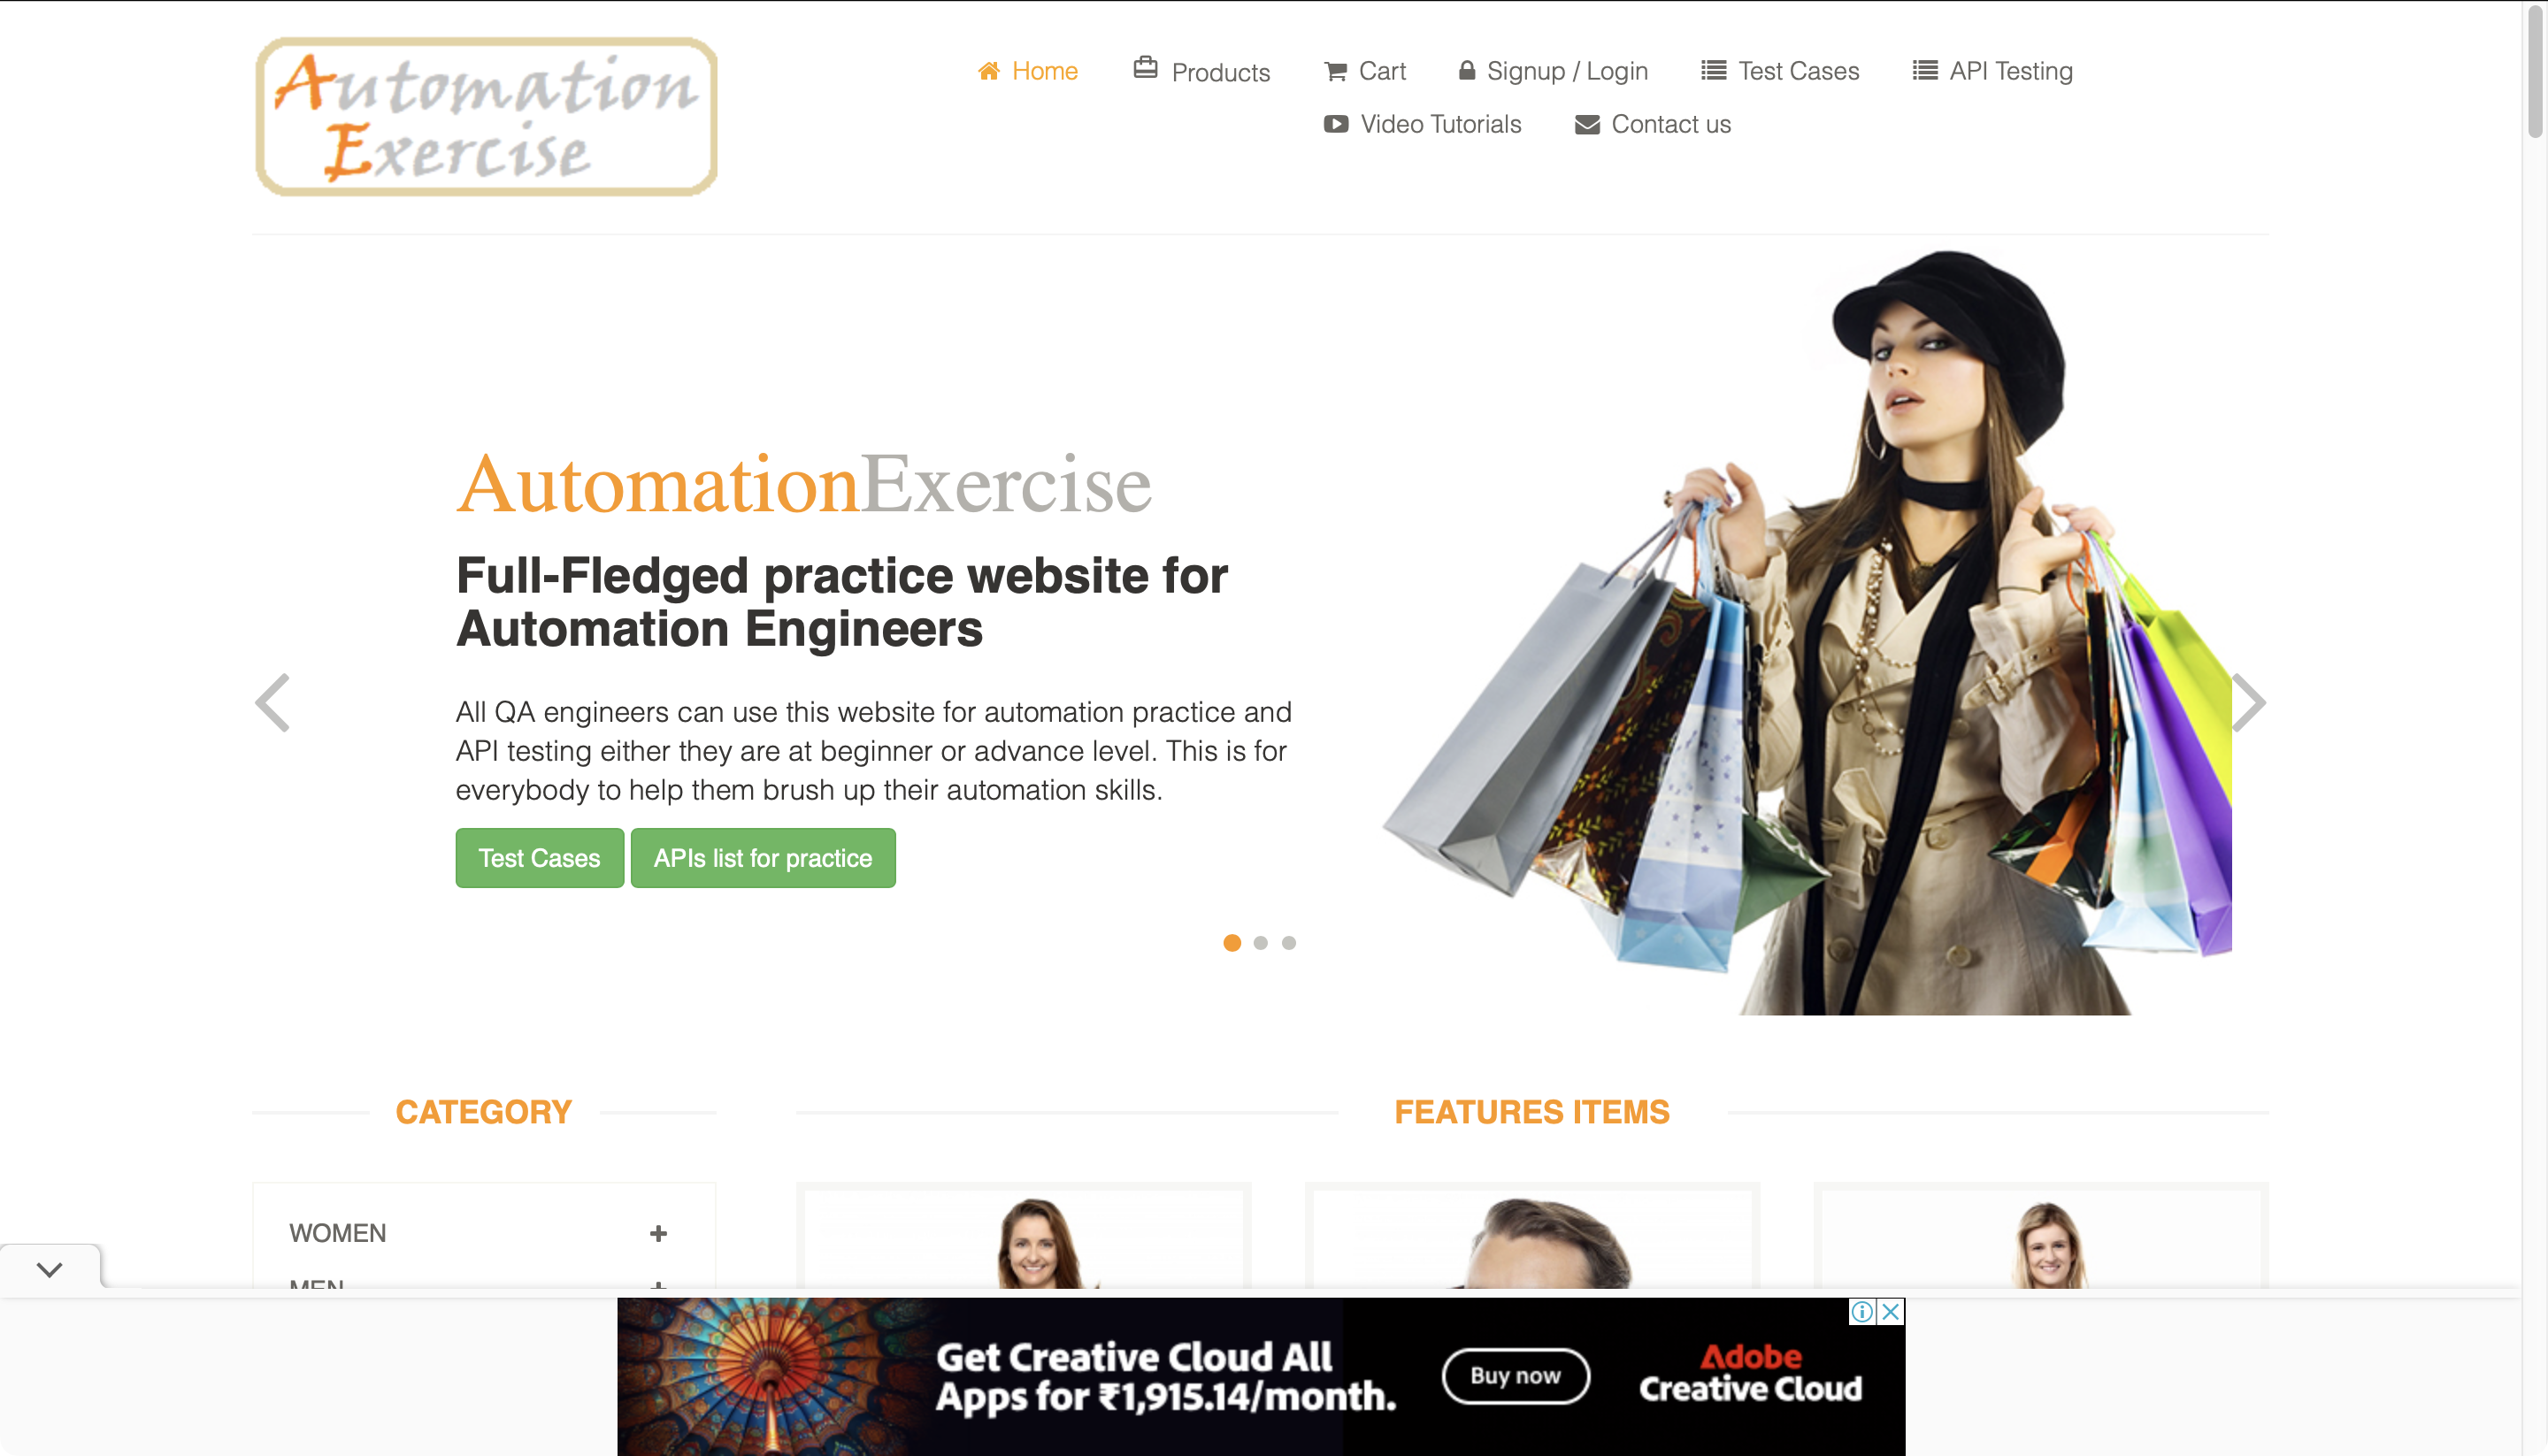 Automation
Exercise
Home
Products
Cart
Signup / Login
Test Cases
API Testing
Video Tutorials
Contact us
AutomationExercise
Full-Fledged practice website for
Automation Engineers
All QA engineers can use this website for automation practice and
API testing either they are at beginner or advance level. This is for
everybody to help them brush up their automation skills.
Test Cases
APIs list for practice
CATEGORY
FEATURES ITEMS
WOMEN
MEN
Get Creative Cloud All
Apps for ₹1,915.14/month.
Buy now
Adobe
Creative Cloud